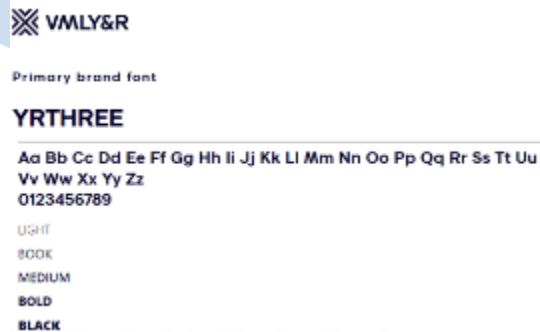 VMLY&R
Primary brand font
YRTHREE
Aa Bb Cc Dd Ee Ff Gg Hh Ii Jj Kk Ll Mm Nn Oo Pp Qq Rr Ss Tt Uu
Vv Ww Xx Yy Zz
0123456789
LIGHT
BOOK
MEDIUM
BOLD
BLACK